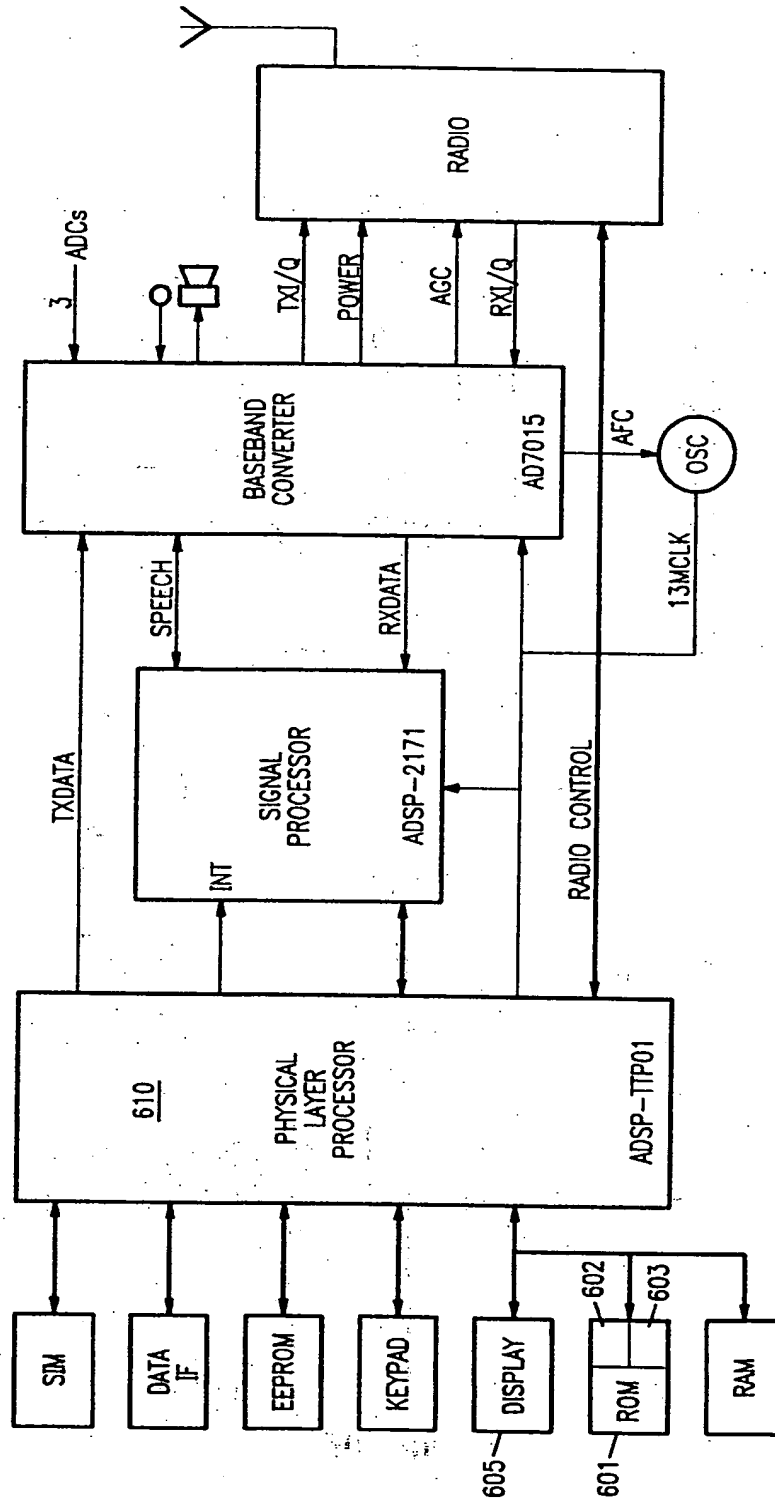 SIM
DATA
IF
EEPROM
KEYPAD
DISPLAY
605
ROM
601
602
603
RAM
610
PHYSICAL
LAYER
PROCESSOR
ADSP-TTP01
TXDATA
INT
SIGNAL
PROCESSOR
ADSP-2171
SPEECH
RXDATA
RADIO CONTROL
13MCLK
BASEBAND
CONVERTER
AD7015
3
ADCs
AFC
OSC
TXI/Q
POWER
AGC
RXI/Q
RADIO